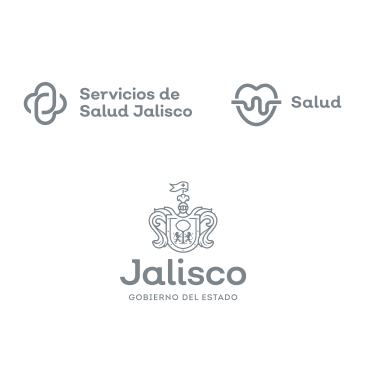 Servicios de
Salud Jalisco
Salud
Jalisco
GOBIERNO DEL ESTADO